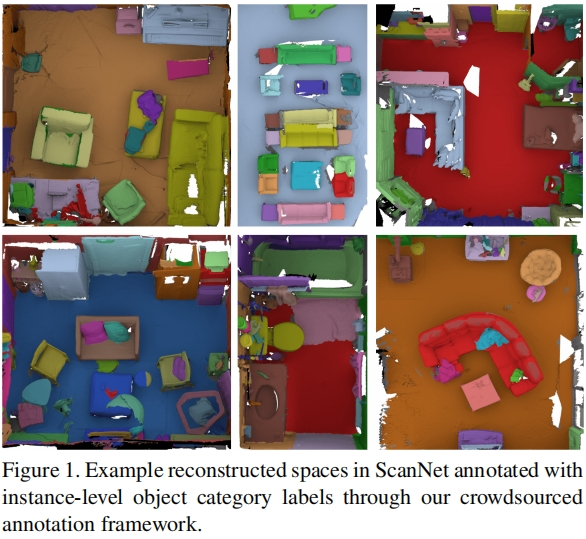 Figure 1. Example reconstructed spaces in ScanNet annotated with
instance-level object category labels through our crowdsourced
annotation framework.